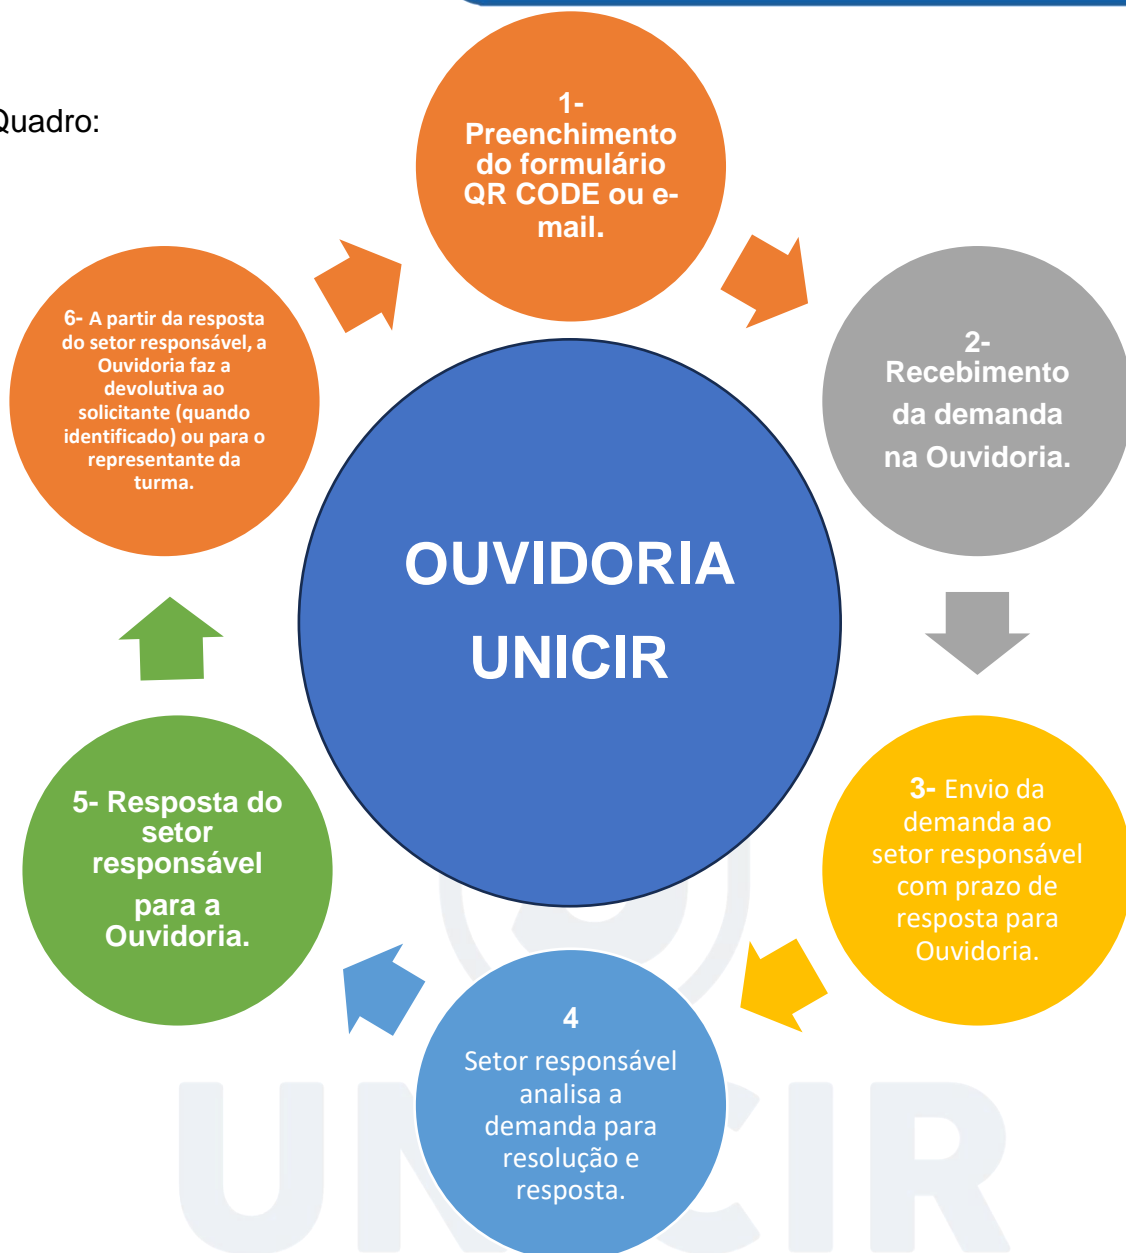 Quadro:
1-
Preenchimento
do formulário
QR CODE ou e-
mail.
2-
Recebimento
da demanda
na Ouvidoria.
3- Envio da
demanda ao
setor responsável
com prazo de
resposta para
Ouvidoria.
4
Setor responsável
analisa a
demanda para
resolução e
resposta.
5- Resposta do
setor
responsável
para a
Ouvidoria.
6- A partir da resposta
do setor responsável, a
Ouvidoria faz a
devolutiva ao
solicitante (quando
identificado) ou para o
representante da
turma.
OUVIDORIA
UNICIR
UNICIR